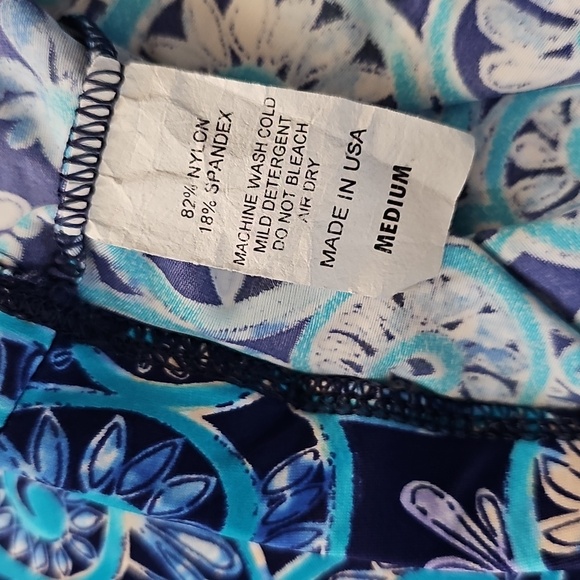 82% NYLON
18% SPANDEX
MACHINE WASH COLD
MILD DETERGENT
DO NOT BLEACH
AIR DRY
MADE IN USA
MEDIUM